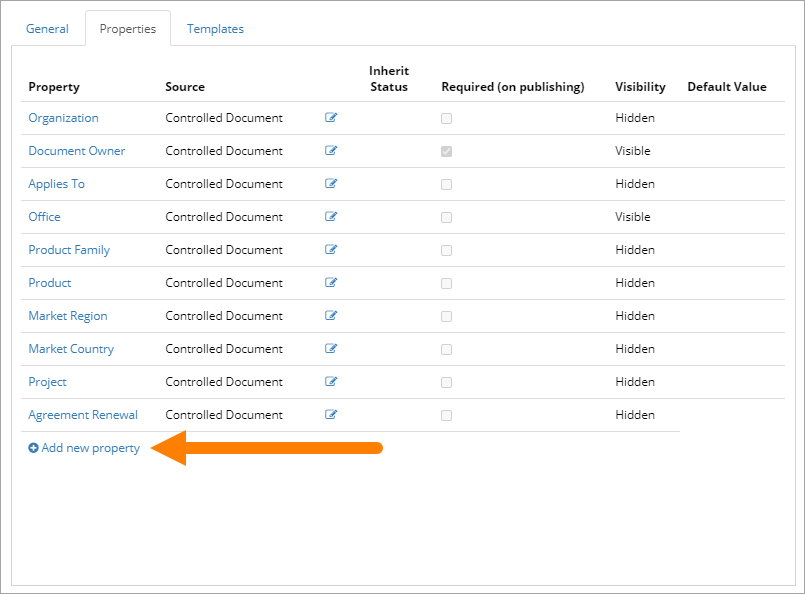 General Properties Templates
Inherit
Property Source Status Required (on publishing) Visibility Default Value
Organization Controlled Document Hidden
Document Owner Controlled Document Visible
Applies To Controlled Document Hidden
Office Controlled Document Visible
Product Family Controlled Document Hidden
Product Controlled Document Hidden
Market Region Controlled Document Hidden
Market Country Controlled Document Hidden
Project Controlled Document Hidden
Agreement Renewal Controlled Document Hidden
Add new property